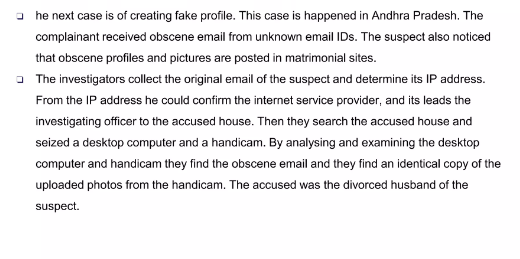 ❑ he next case is of creating fake profile. This case is happened in Andhra Pradesh. The
complainant received obscene email from unknown email IDs. The suspect also noticed
that obscene profiles and pictures are posted in matrimonial sites.
❑ The investigators collect the original email of the suspect and determine its IP address.
From the IP address he could confirm the internet service provider, and its leads the
investigating officer to the accused house. Then they search the accused house and
seized a desktop computer and a handicam. By analysing and examining the desktop
computer and handicam they find the obscene email and they find an identical copy of the
uploaded photos from the handicam. The accused was the divorced husband of the
suspect.